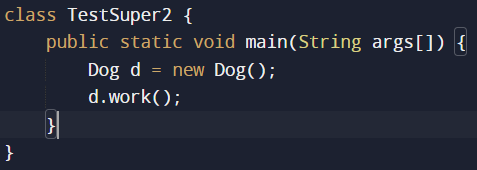 class TestSuper2 {
    public static void main(String args[]) {
        Dog d = new Dog();
        d.work();
    }
}